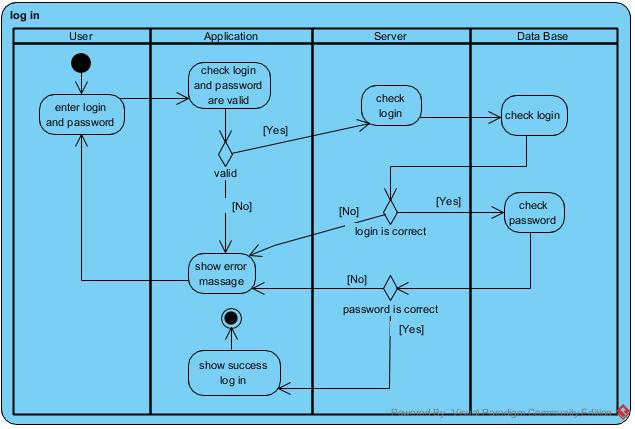 log in
User
Application
Server
Data Base
check login
and password
are valid
enter login
and password
check
login
check login
[Yes]
valid
[No]
[No]
[Yes]
check
password
login is correct
show error
massage
[No]
password is correct
[Yes]
show success
log in
Powered By Visual Paradigm Community Edition